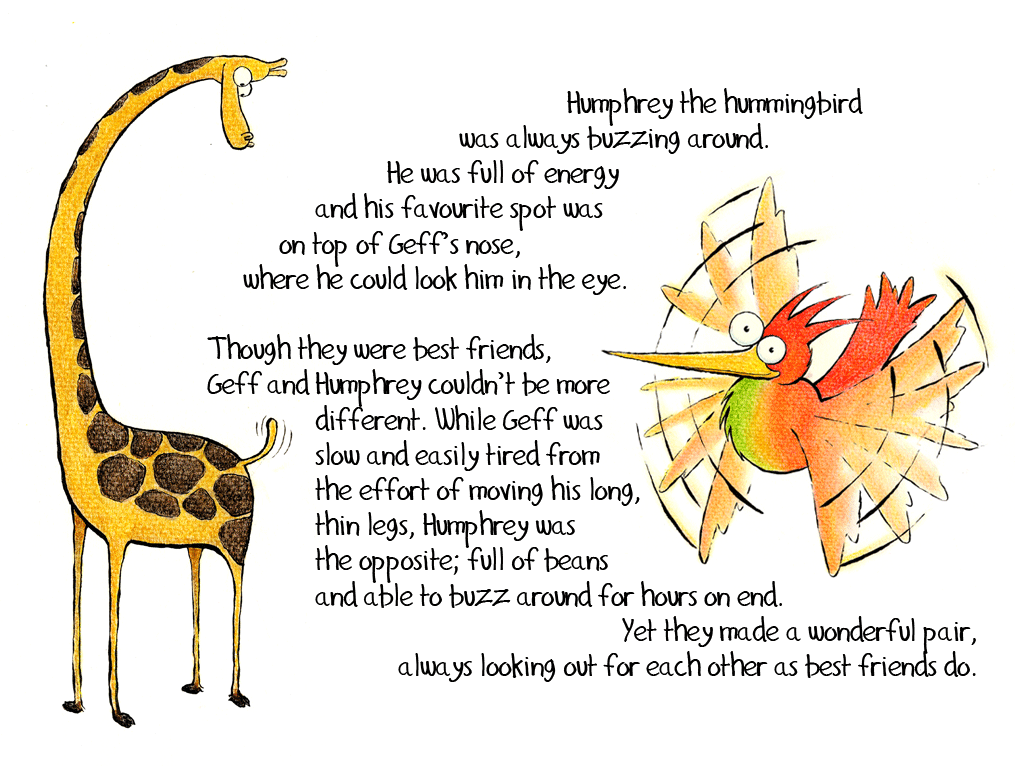 Humphrey the hummingbird
was always buzzing around.
He was full of energy
and his favourite spot was
on top of Geff's nose,
where he could look him in the eye.
Though they were best friends,
Geff and Humphrey couldn't be more
different. While Geff was
slow and easily tired from
the effort of moving his long,
thin legs, Humphrey was
the opposite; full of beans
and able to buzz around for hours on end.
Yet they made a wonderful pair,
always looking out for each other as best friends do.